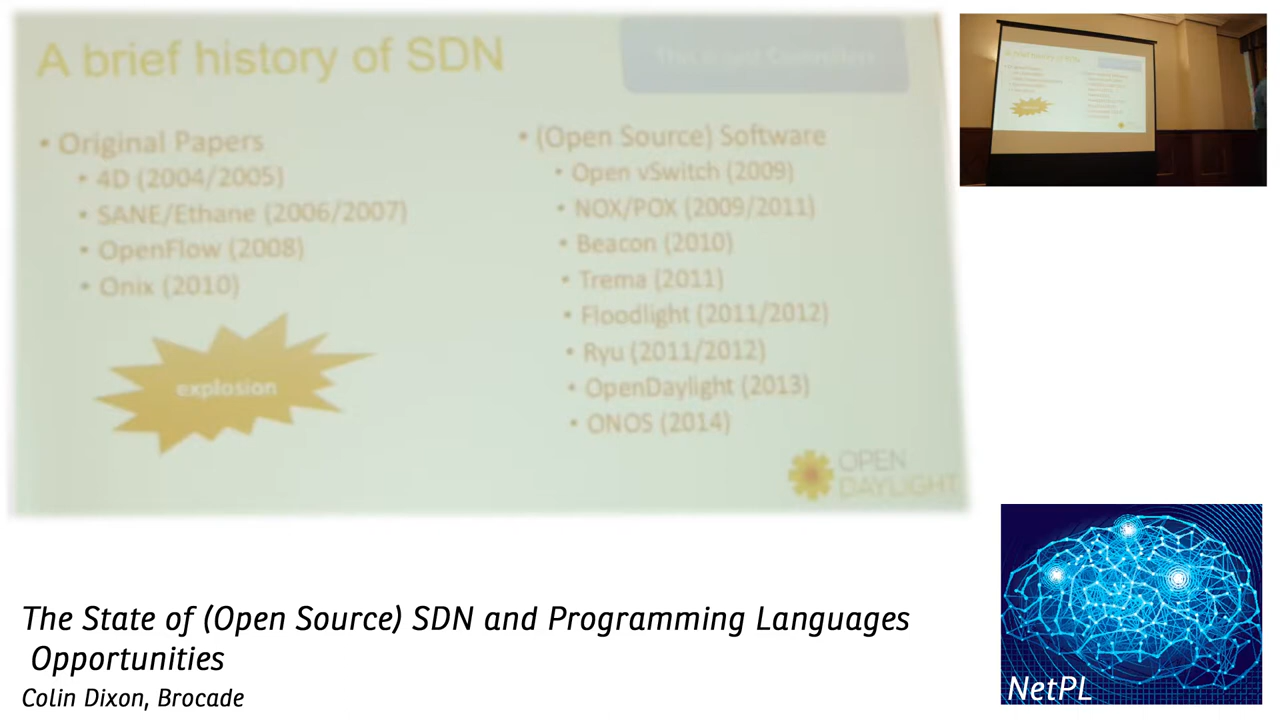 A brief history of SDN
• Original Papers
• 4D (2004/2005)
• SANE/Ethane (2006/2007)
• OpenFlow (2008)
• Onix (2010)
explosion
• (Open Source) Software
• Open vSwitch (2009)
• NOX/POX (2009/2011)
• Beacon (2010)
• Trema (2011)
• Floodlight (2011/2012)
• Ryu (2011/2012)
• OpenDaylight (2013)
• ONOS (2014)
OPEN
DAYLIGHT
The State of (Open Source) SDN and Programming Languages
Opportunities
Colin Dixon, Brocade
NetPL